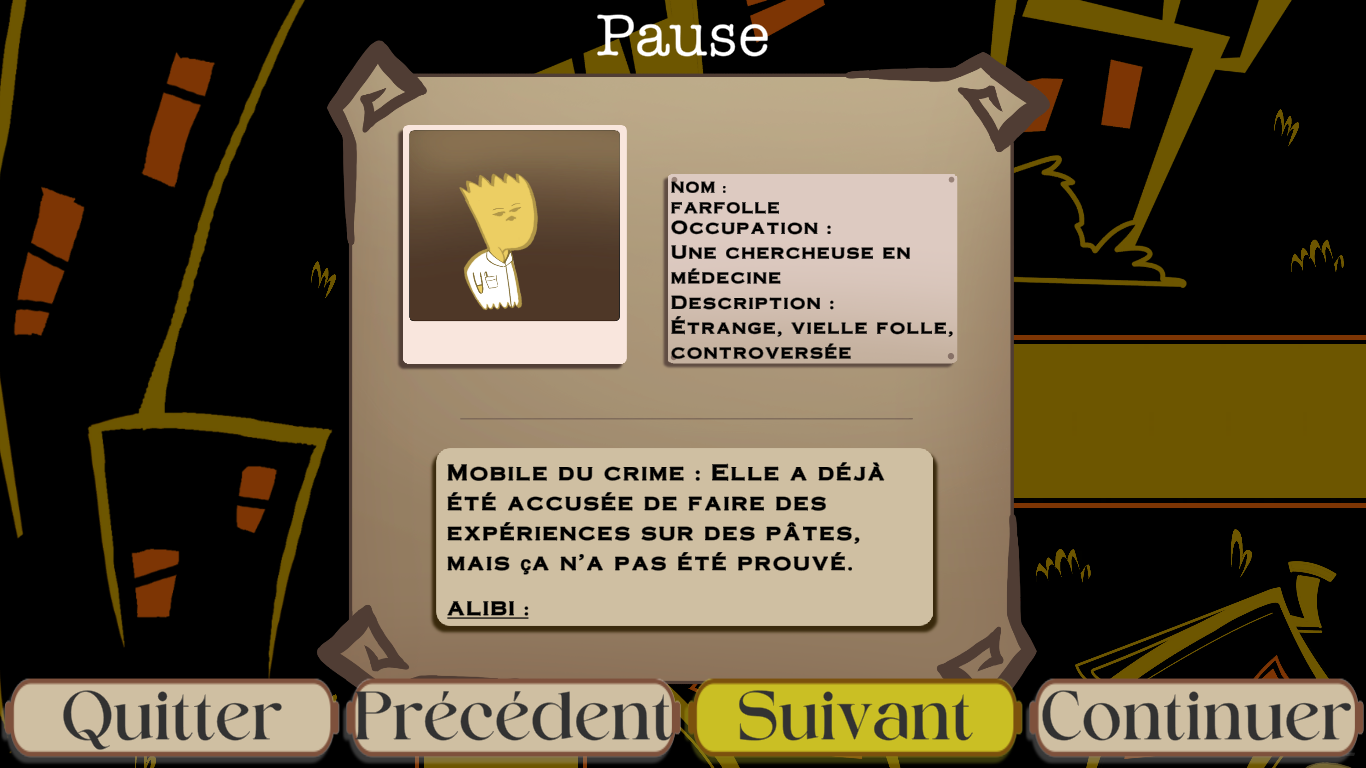 Pause
NOM :
FARFOLLE
OCCUPATION :
UNE CHERCHEUSE EN
MÉDECINE
DESCRIPTION :
ÉTRANGE, VIELLE FOLLE,
CONTROVERSÉE
MOBILE DU CRIME : ELLE A DÉJÀ
ÉTÉ ACCUSÉE DE FAIRE DES
EXPÉRIENCES SUR DES PÂTES,
MAIS çA N'A PAS ÉTÉ PROUVÉ.
ALIBI :
Quitter
Précédent
Suivant
Continuer